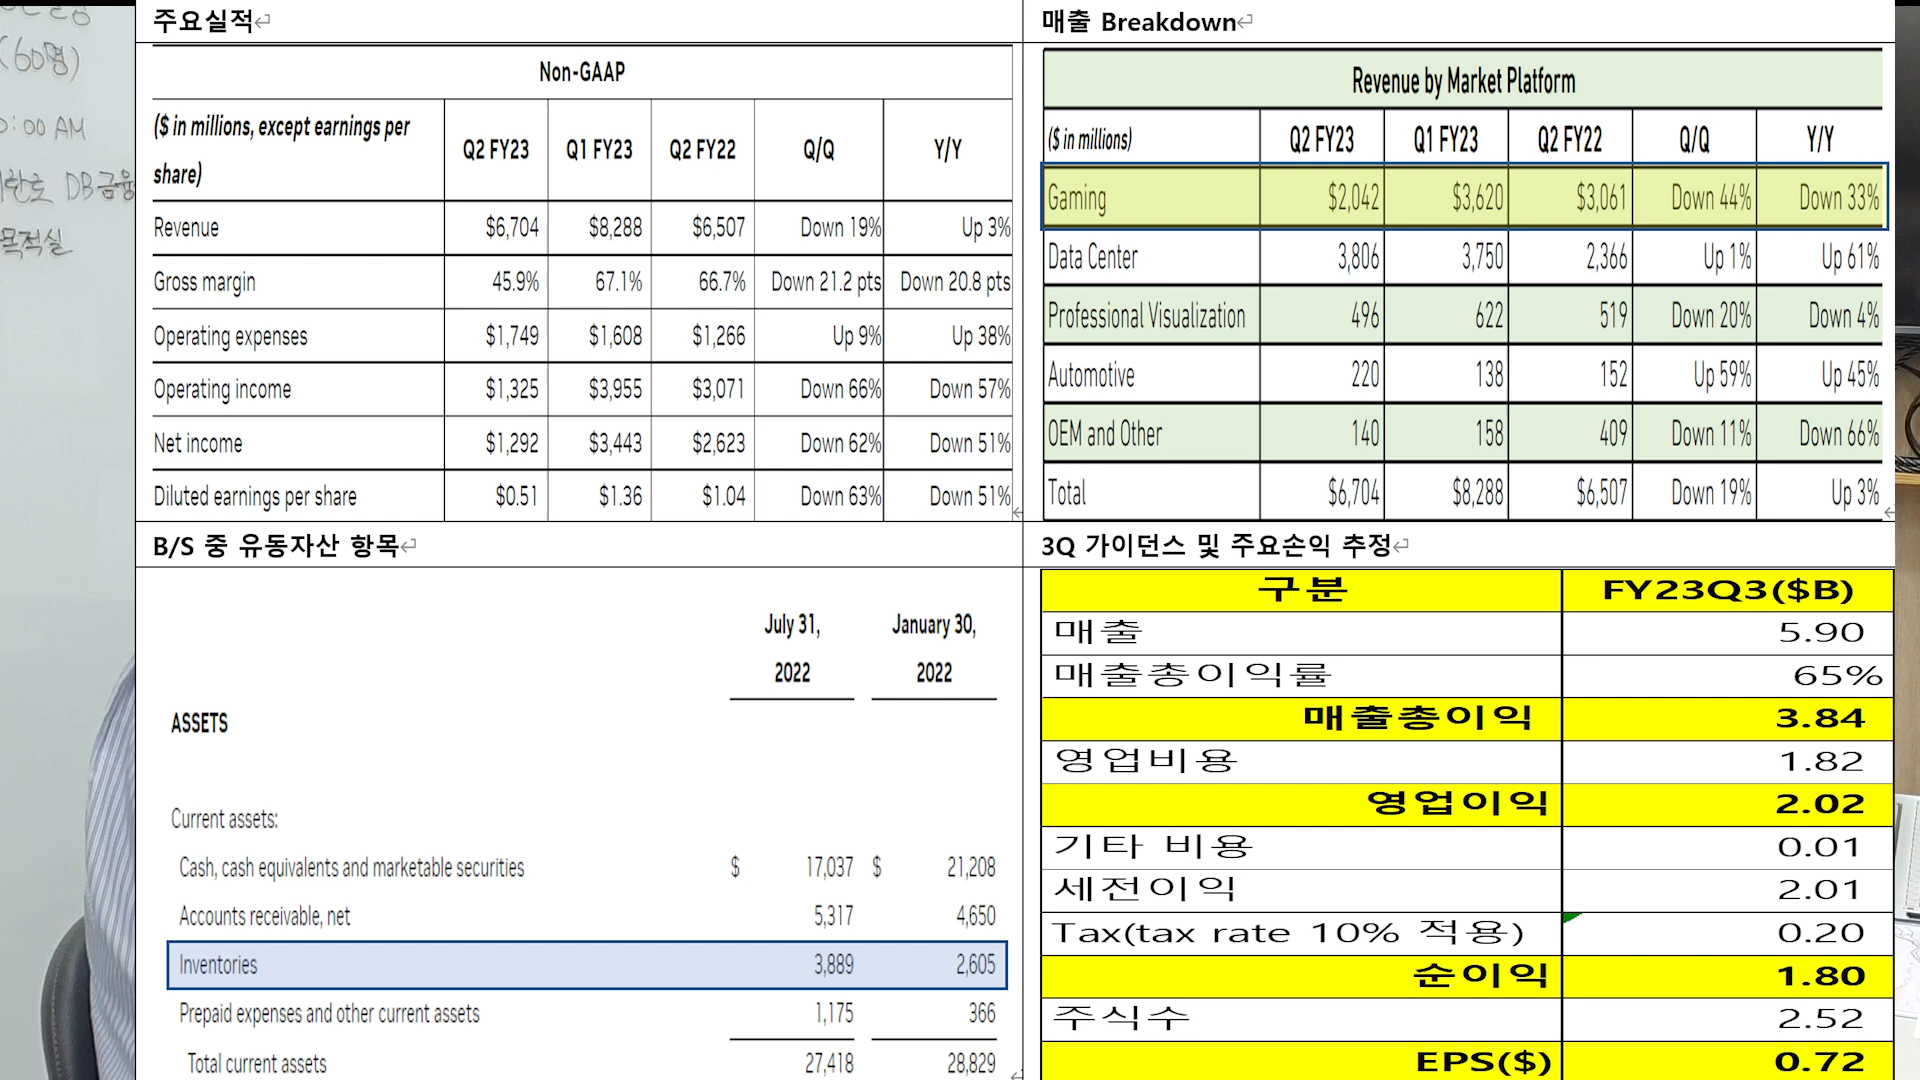 (60명)
0:00 AM
DB금융
목적실
주요실적
Non-GAAP
($ in millions, except earnings per share) Q2 FY23 Q1 FY23 Q2 FY22 Q/Q Y/Y
Revenue $6,704 $8,288 $6,507 Down 19% Up 3%
Gross margin 45.9% 67.1% 66.7% Down 21.2 pts Down 20.8 pts
Operating expenses $1,749 $1,608 $1,266 Up 9% Up 38%
Operating income $1,325 $3,955 $3,071 Down 66% Down 57%
Net income $1,292 $3,443 $2,623 Down 62% Down 51%
Diluted earnings per share $0.51 $1.36 $1.04 Down 63% Down 51%
매출 Breakdown
Revenue by Market Platform
($ in millions) Q2 FY23 Q1 FY23 Q2 FY22 Q/Q Y/Y
Gaming $2,042 $3,620 $3,061 Down 44% Down 33%
Data Center 3,806 3,750 2,366 Up 1% Up 61%
Professional Visualization 496 622 519 Down 20% Down 4%
Automotive 220 138 152 Up 59% Up 45%
OEM and Other 140 158 409 Down 11% Down 66%
Total $6,704 $8,288 $6,507 Down 19% Up 3%
B/S 중 유동자산 항목
July 31, 2022 January 30, 2022
ASSETS
Current assets:
Cash, cash equivalents and marketable securities $ 17,037 $ 21,208
Accounts receivable, net 5,317 4,650
Inventories 3,889 2,605
Prepaid expenses and other current assets 1,175 366
Total current assets 27,418 28,829
3Q 가이던스 및 주요손익 추정
구분 FY23Q3($B)
매출 5.90
매출총이익률 65%
매출총이익 3.84
영업비용 1.82
영업이익 2.02
기타 비용 0.01
세전이익 2.01
Tax(tax rate 10% 적용) 0.20
순이익 1.80
주식수 2.52
EPS($) 0.72